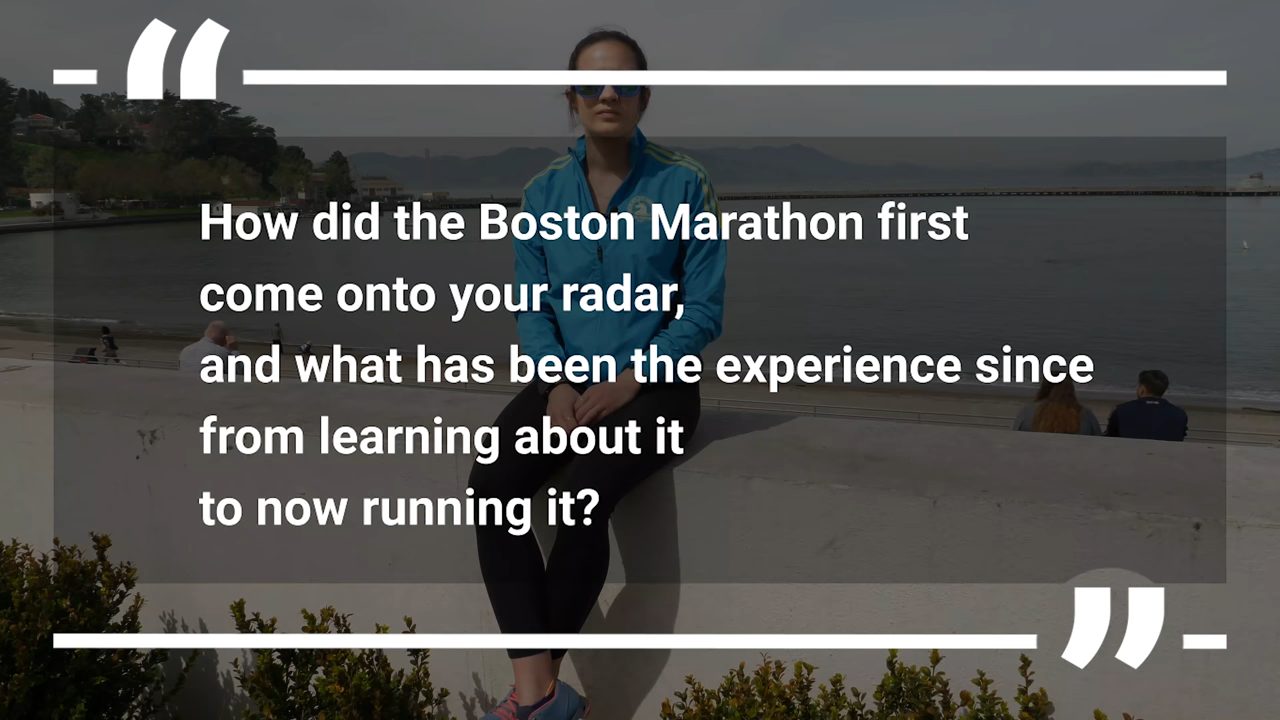 How did the Boston Marathon first
come onto your radar,
and what has been the experience since
from learning about it
to now running it?